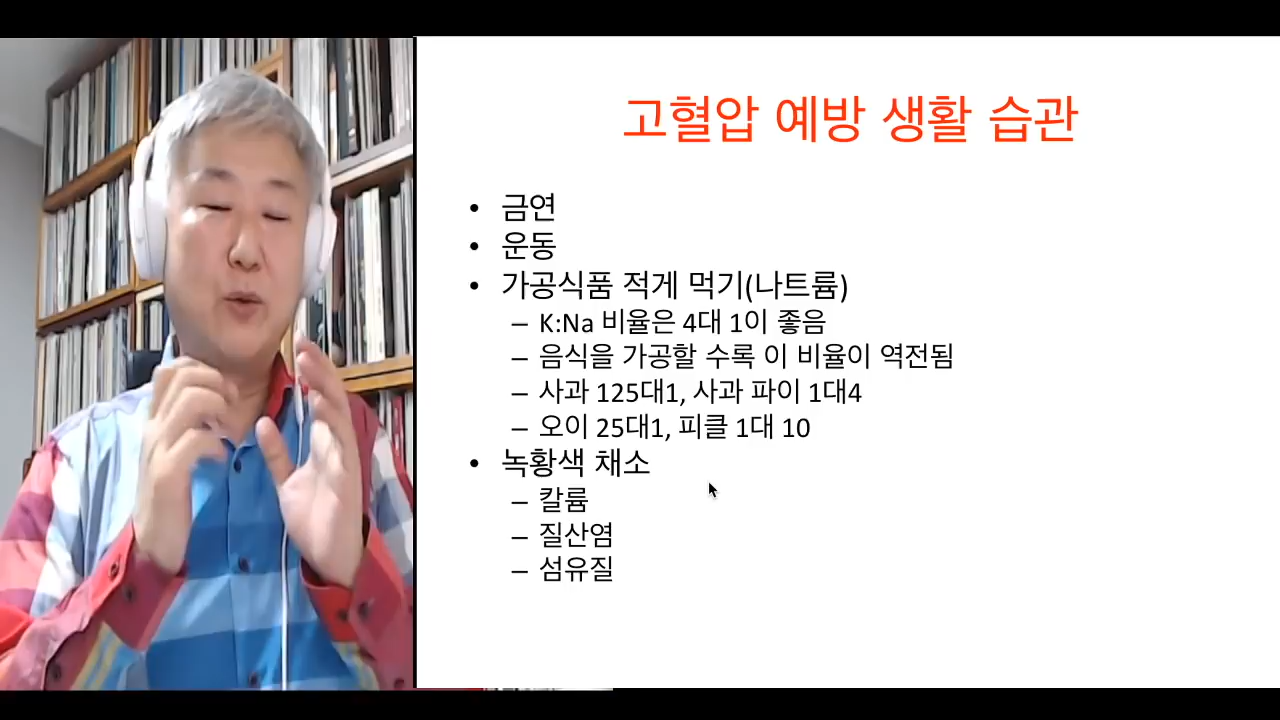 고혈압 예방 생활 습관
• 금연
• 운동
• 가공식품 적게 먹기(나트륨)
– K:Na 비율은 4대 1이 좋음
– 음식을 가공할 수록 이 비율이 역전됨
– 사과 125대1, 사과 파이 1대4
– 오이 25대1, 피클 1대 10
• 녹황색 채소
– 칼륨
– 질산염
– 섬유질